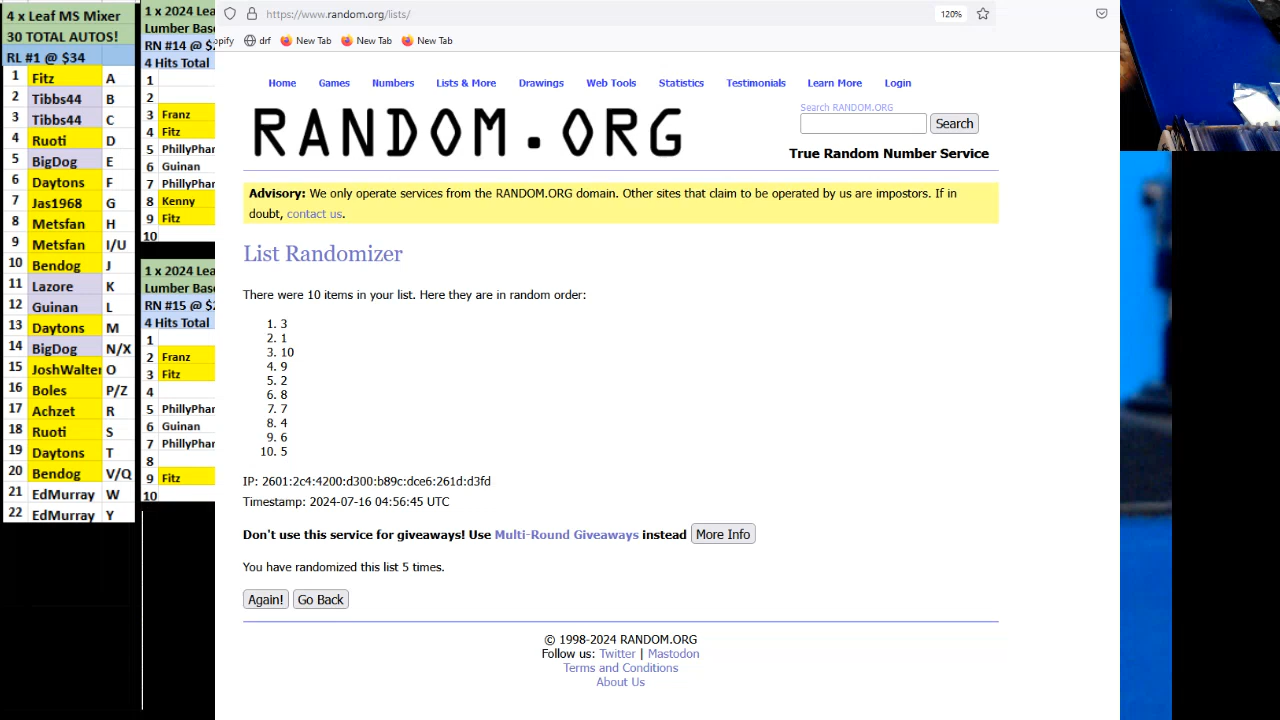 4 x Leaf MS Mixer
30 TOTAL AUTOS!
RL #1 @ $34
1 Fitz A
2 Tibbs44 B
3 Tibbs44 C
4 Ruoti D
5 BigDog E
6 Daytons F
7 Jas1968 G
8 Metsfan H
9 Metsfan I/U
10 Bendog J
11 Lazore K
12 Guinan L
13 Daytons M
14 BigDog N/X
15 JoshWalter O
16 Boles P/Z
17 Achzet R
18 Ruoti S
19 Daytons T
20 Bendog V/Q
21 EdMurray W
22 EdMurray Y
1 x 2024 Lea
Lumber Base
RN #14 @ $
4 Hits Total
1
2
3 Franz
4 Fitz
5 PhillyPhan
6 Guinan
7 PhillyPhan
8 Kenny
9 Fitz
10
1 x 2024 Lea
Lumber Base
RN #15 @ $
4 Hits Total
1
2 Franz
3 Fitz
4
5 PhillyPhan
6 Guinan
7 PhillyPhan
8
9 Fitz
10
https://www.random.org/lists/
120%
opify drf New Tab New Tab New Tab
Home Games Numbers Lists & More Drawings Web Tools Statistics Testimonials Learn More Login
RANDOM.ORG
Search RANDOM.ORG
Search
True Random Number Service
Advisory: We only operate services from the RANDOM.ORG domain. Other sites that claim to be operated by us are impostors. If in
doubt, contact us.
List Randomizer
There were 10 items in your list. Here they are in random order:
1. 3
2. 1
3. 10
4. 9
5. 2
6. 8
7. 7
8. 4
9. 6
10. 5
IP: 2601:2c4:4200:d300:b89c:dce6:261d:d3fd
Timestamp: 2024-07-16 04:56:45 UTC
Don't use this service for giveaways! Use Multi-Round Giveaways instead More Info
You have randomized this list 5 times.
Again! Go Back
© 1998-2024 RANDOM.ORG
Follow us: Twitter | Mastodon
Terms and Conditions
About Us